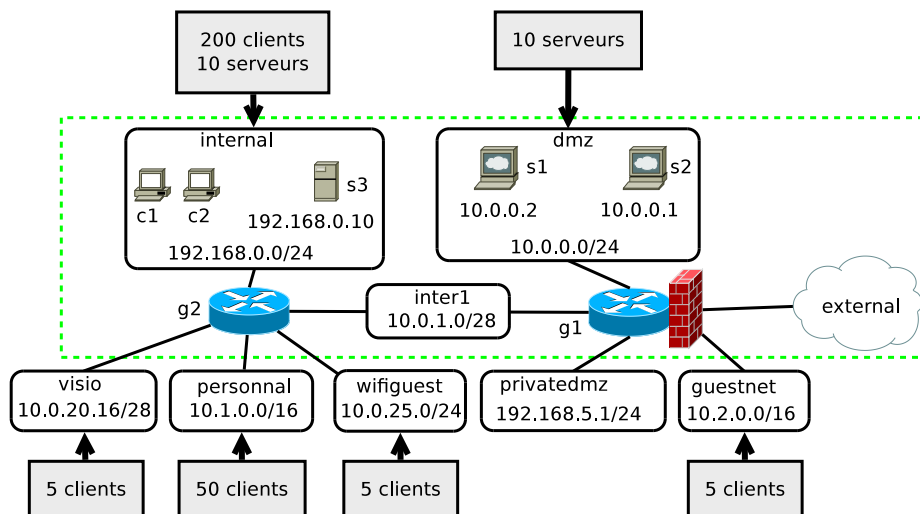 200 clients
10 serveurs
10 serveurs
internal
dmz
s3
s1
s2
c1
c2
192.168.0.10
10.0.0.2
10.0.0.1
192.168.0.0/24
10.0.0.0/24
g2
inter1
10.0.1.0/28
g1
external
visio
10.0.20.16/28
personnal
10.1.0.0/16
wifiguest
10.0.25.0/24
privatedmz
192.168.5.1/24
guestnet
10.2.0.0/16
5 clients
50 clients
5 clients
5 clients